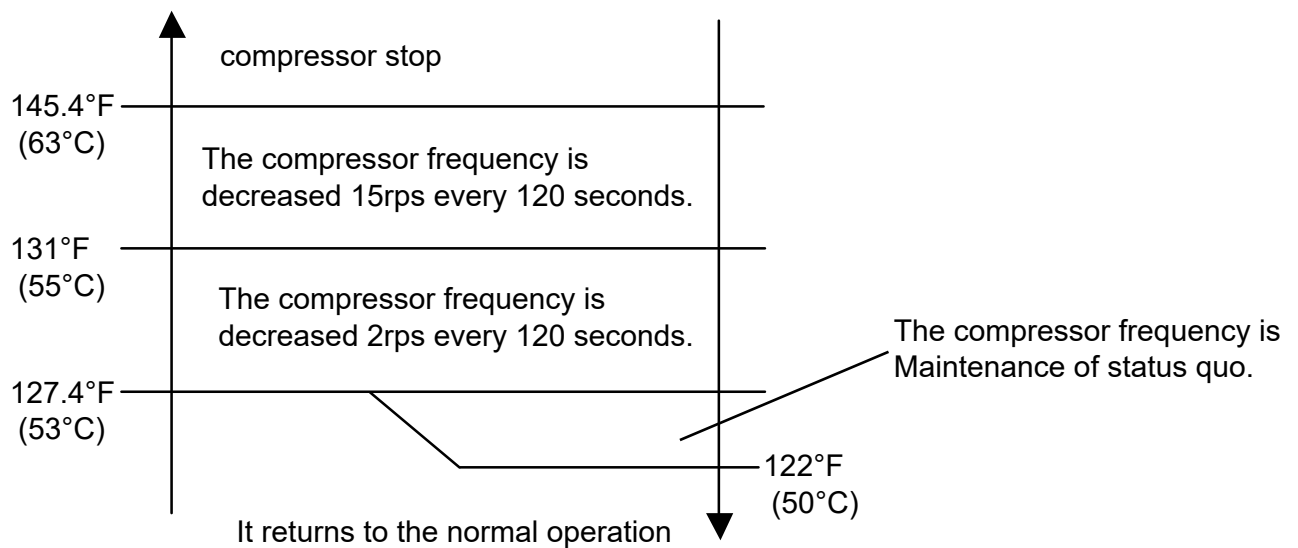 compressor stop
145.4°F
(63°C)
The compressor frequency is
decreased 15rps every 120 seconds.
131°F
(55°C)
The compressor frequency is
decreased 2rps every 120 seconds.
The compressor frequency is
Maintenance of status quo.
127.4°F
(53°C)
122°F
(50°C)
It returns to the normal operation